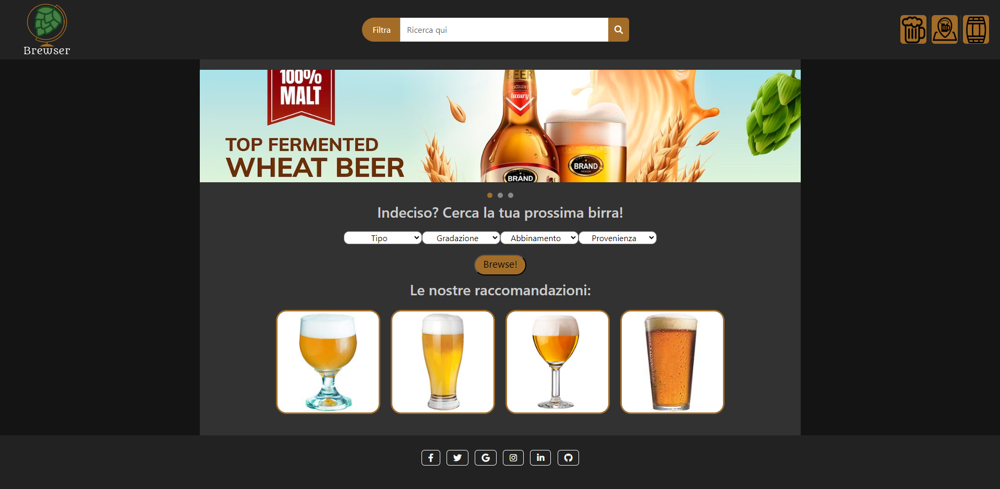 Brewser
Filtra
Ricerca qui
100%
MALT
TOP FERMENTED
WHEAT BEER
BEER
EXCELLENT
luxury
BRAND
BRAND
PREMIUM
Indeciso? Cerca la tua prossima birra!
Tipo
Gradazione
Abbinamento
Provenienza
Brewse!
Le nostre raccomandazioni: